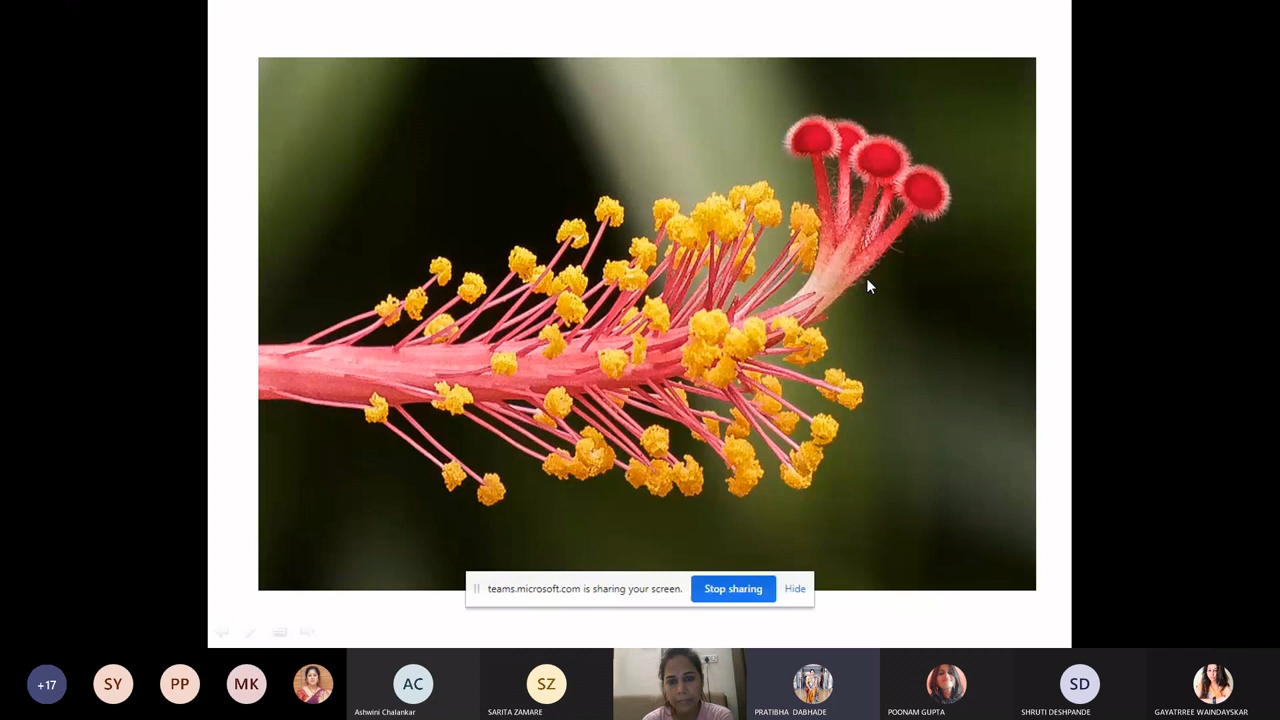 teams.microsoft.com is sharing your screen.
Stop sharing
Hide
+17
SY
PP
MK
AC
Ashwini Chalankar
SZ
SARITA ZAMARE
PRATIBHA DABHADE
POONAM GUPTA
SD
SHRUTI DESHPANDE
GAYATRREE WAINDAYSKAR